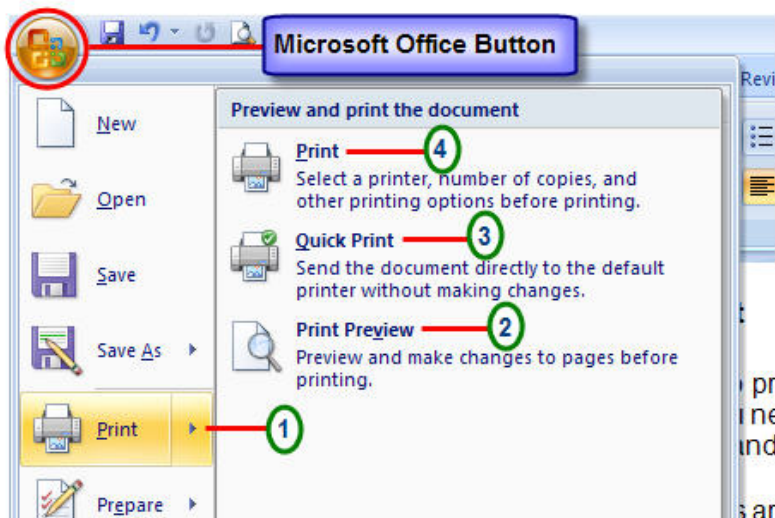 Microsoft Office Button
Revi
New
Open
Save
Save As
Print
Prepare
Preview and print the document
Print
4
Select a printer, number of copies, and
other printing options before printing.
Quick Print
3
Send the document directly to the default
printer without making changes.
Print Preview
2
Preview and make changes to pages before
printing.
1
pr